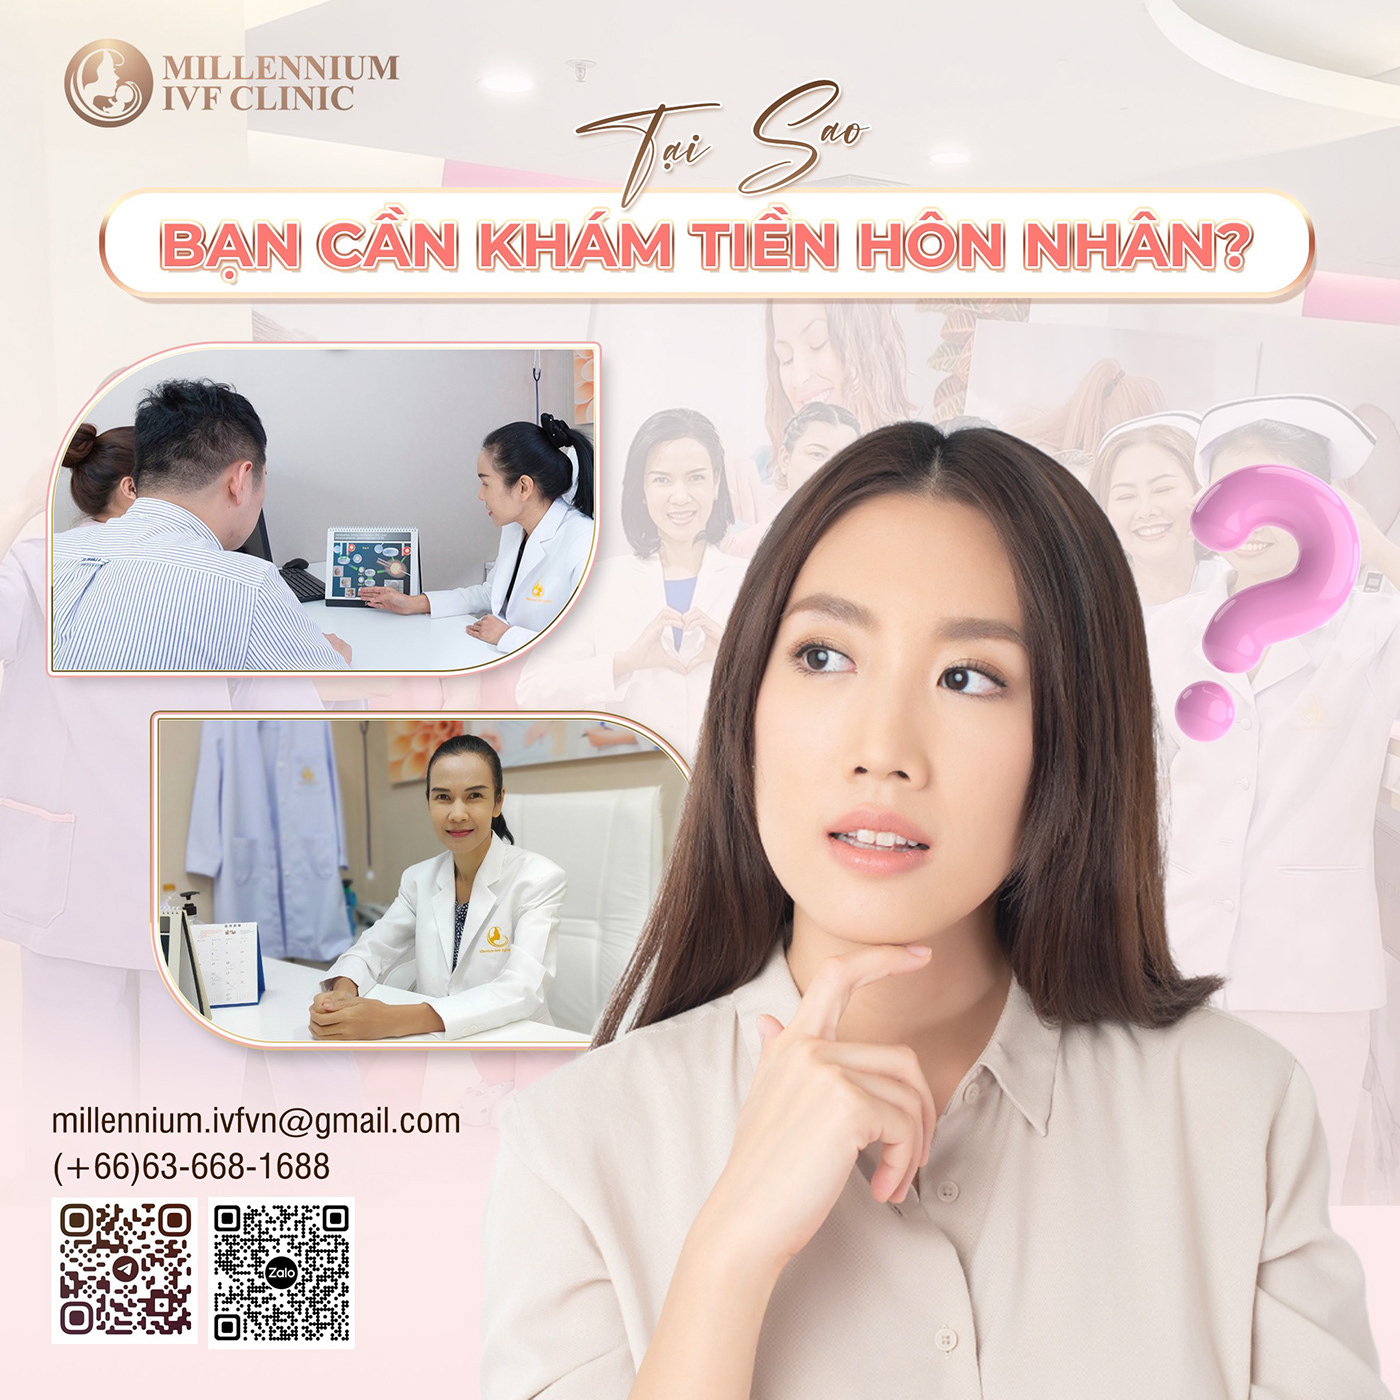 MILLENNIUM
IVF CLINIC
Tại Sao
BẠN CẦN KHÁM TIỀN HÔN NHÂN?
millennium.ivfvn@gmail.com
(+66)63-668-1688
Zalo